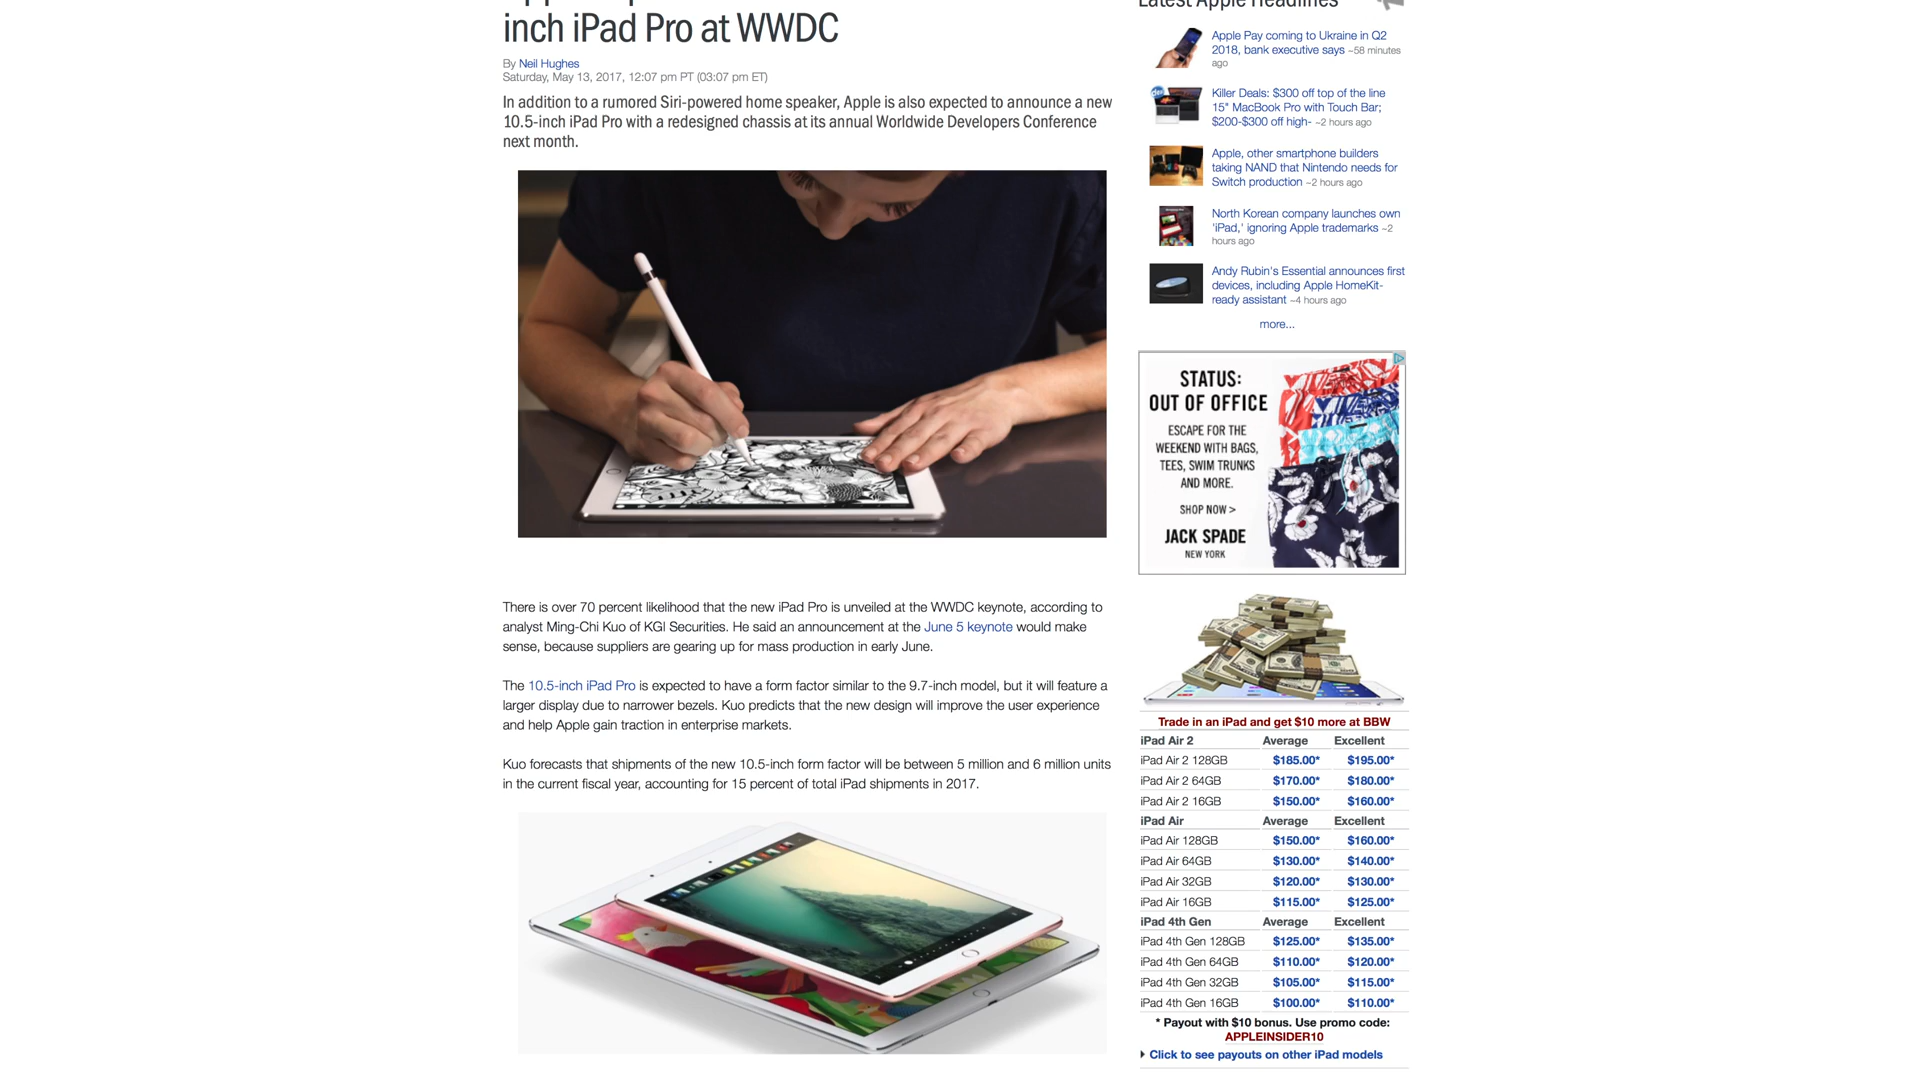 inch iPad Pro at WWDC
By Neil Hughes
Saturday, May 13, 2017, 12:07 pm PT (03:07 pm ET)
In addition to a rumored Siri-powered home speaker, Apple is also expected to announce a new
10.5-inch iPad Pro with a redesigned chassis at its annual Worldwide Developers Conference
next month.
There is over 70 percent likelihood that the new iPad Pro is unveiled at the WWDC keynote, according to
analyst Ming-Chi Kuo of KGI Securities. He said an announcement at the June 5 keynote would make
sense, because suppliers are gearing up for mass production in early June.
The 10.5-inch iPad Pro is expected to have a form factor similar to the 9.7-inch model, but it will feature a
larger display due to narrower bezels. Kuo predicts that the new design will improve the user experience
and help Apple gain traction in enterprise markets.
Kuo forecasts that shipments of the new 10.5-inch form factor will be between 5 million and 6 million units
in the current fiscal year, accounting for 15 percent of total iPad shipments in 2017.
Latest Apple Headlines
Apple Pay coming to Ukraine in Q2
2018, bank executive says ~58 minutes
ago
Killer Deals: $300 off top of the line
15" MacBook Pro with Touch Bar;
$200-$300 off high- ~2 hours ago
Apple, other smartphone builders
taking NAND that Nintendo needs for
Switch production ~2 hours ago
North Korean company launches own
'iPad,' ignoring Apple trademarks ~2
hours ago
Andy Rubin's Essential announces first
devices, including Apple HomeKit-
ready assistant ~4 hours ago
more...
STATUS:
OUT OF OFFICE
ESCAPE FOR THE
WEEKEND WITH BAGS,
TEES, SWIM TRUNKS
AND MORE.
SHOP NOW >
JACK SPADE
NEW YORK
Trade in an iPad and get $10 more at BBW
iPad Air 2 Average Excellent
iPad Air 2 128GB $185.00* $195.00*
iPad Air 2 64GB $170.00* $180.00*
iPad Air 2 16GB $150.00* $160.00*
iPad Air Average Excellent
iPad Air 128GB $150.00* $160.00*
iPad Air 64GB $130.00* $140.00*
iPad Air 32GB $120.00* $130.00*
iPad Air 16GB $115.00* $125.00*
iPad 4th Gen Average Excellent
iPad 4th Gen 128GB $125.00* $135.00*
iPad 4th Gen 64GB $110.00* $120.00*
iPad 4th Gen 32GB $105.00* $115.00*
iPad 4th Gen 16GB $100.00* $110.00*
* Payout with $10 bonus. Use promo code:
APPLEINSIDER10
Click to see payouts on other iPad models